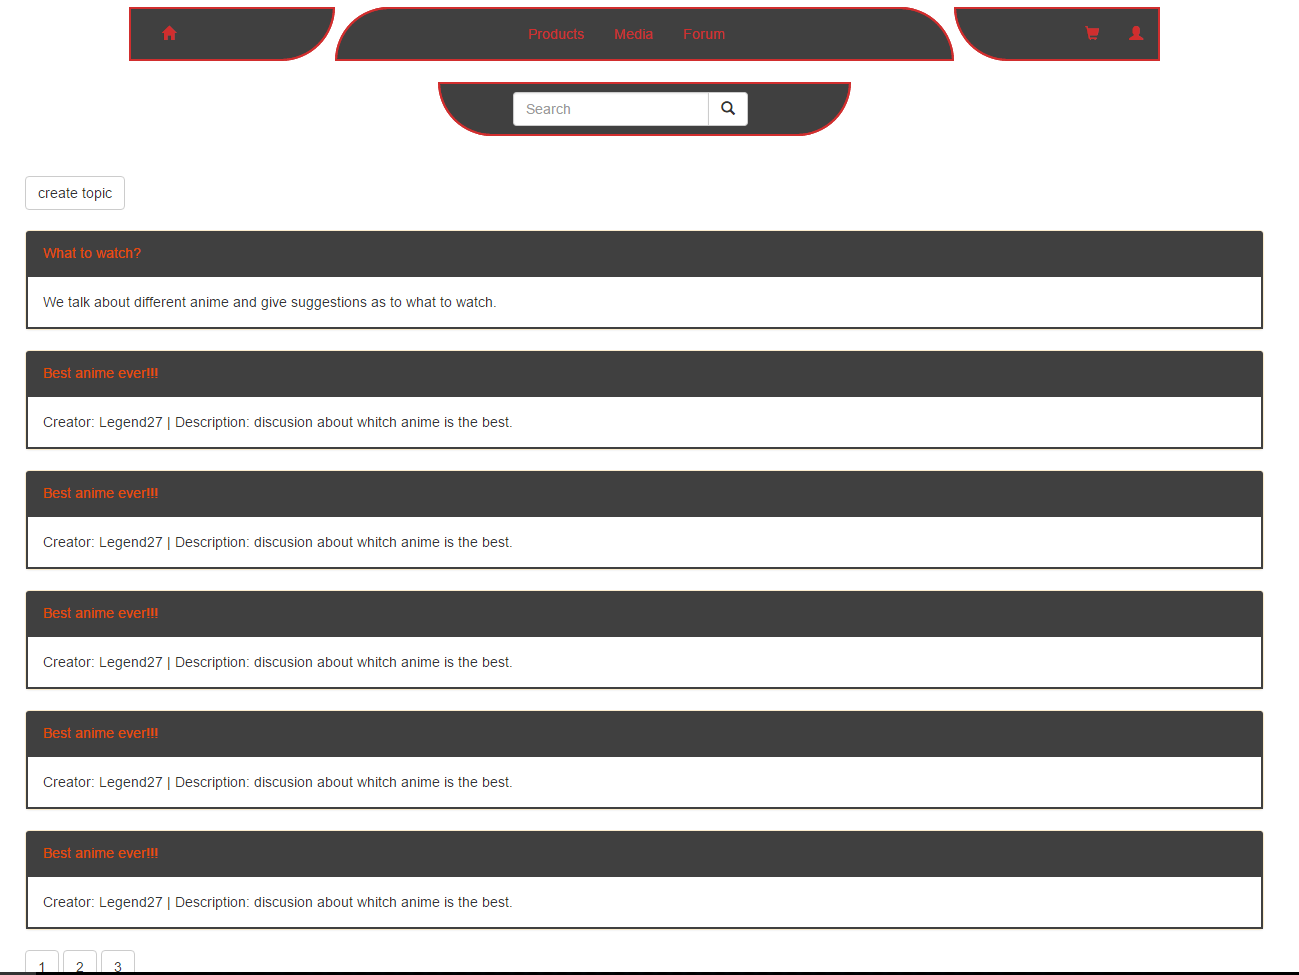 Products Media Forum
Search
create topic
What to watch?
We talk about different anime and give suggestions as to what to watch.
Best anime ever!!!
Creator: Legend27 | Description: discusion about whitch anime is the best.
Best anime ever!!!
Creator: Legend27 | Description: discusion about whitch anime is the best.
Best anime ever!!!
Creator: Legend27 | Description: discusion about whitch anime is the best.
Best anime ever!!!
Creator: Legend27 | Description: discusion about whitch anime is the best.
Best anime ever!!!
Creator: Legend27 | Description: discusion about whitch anime is the best.
1 2 3